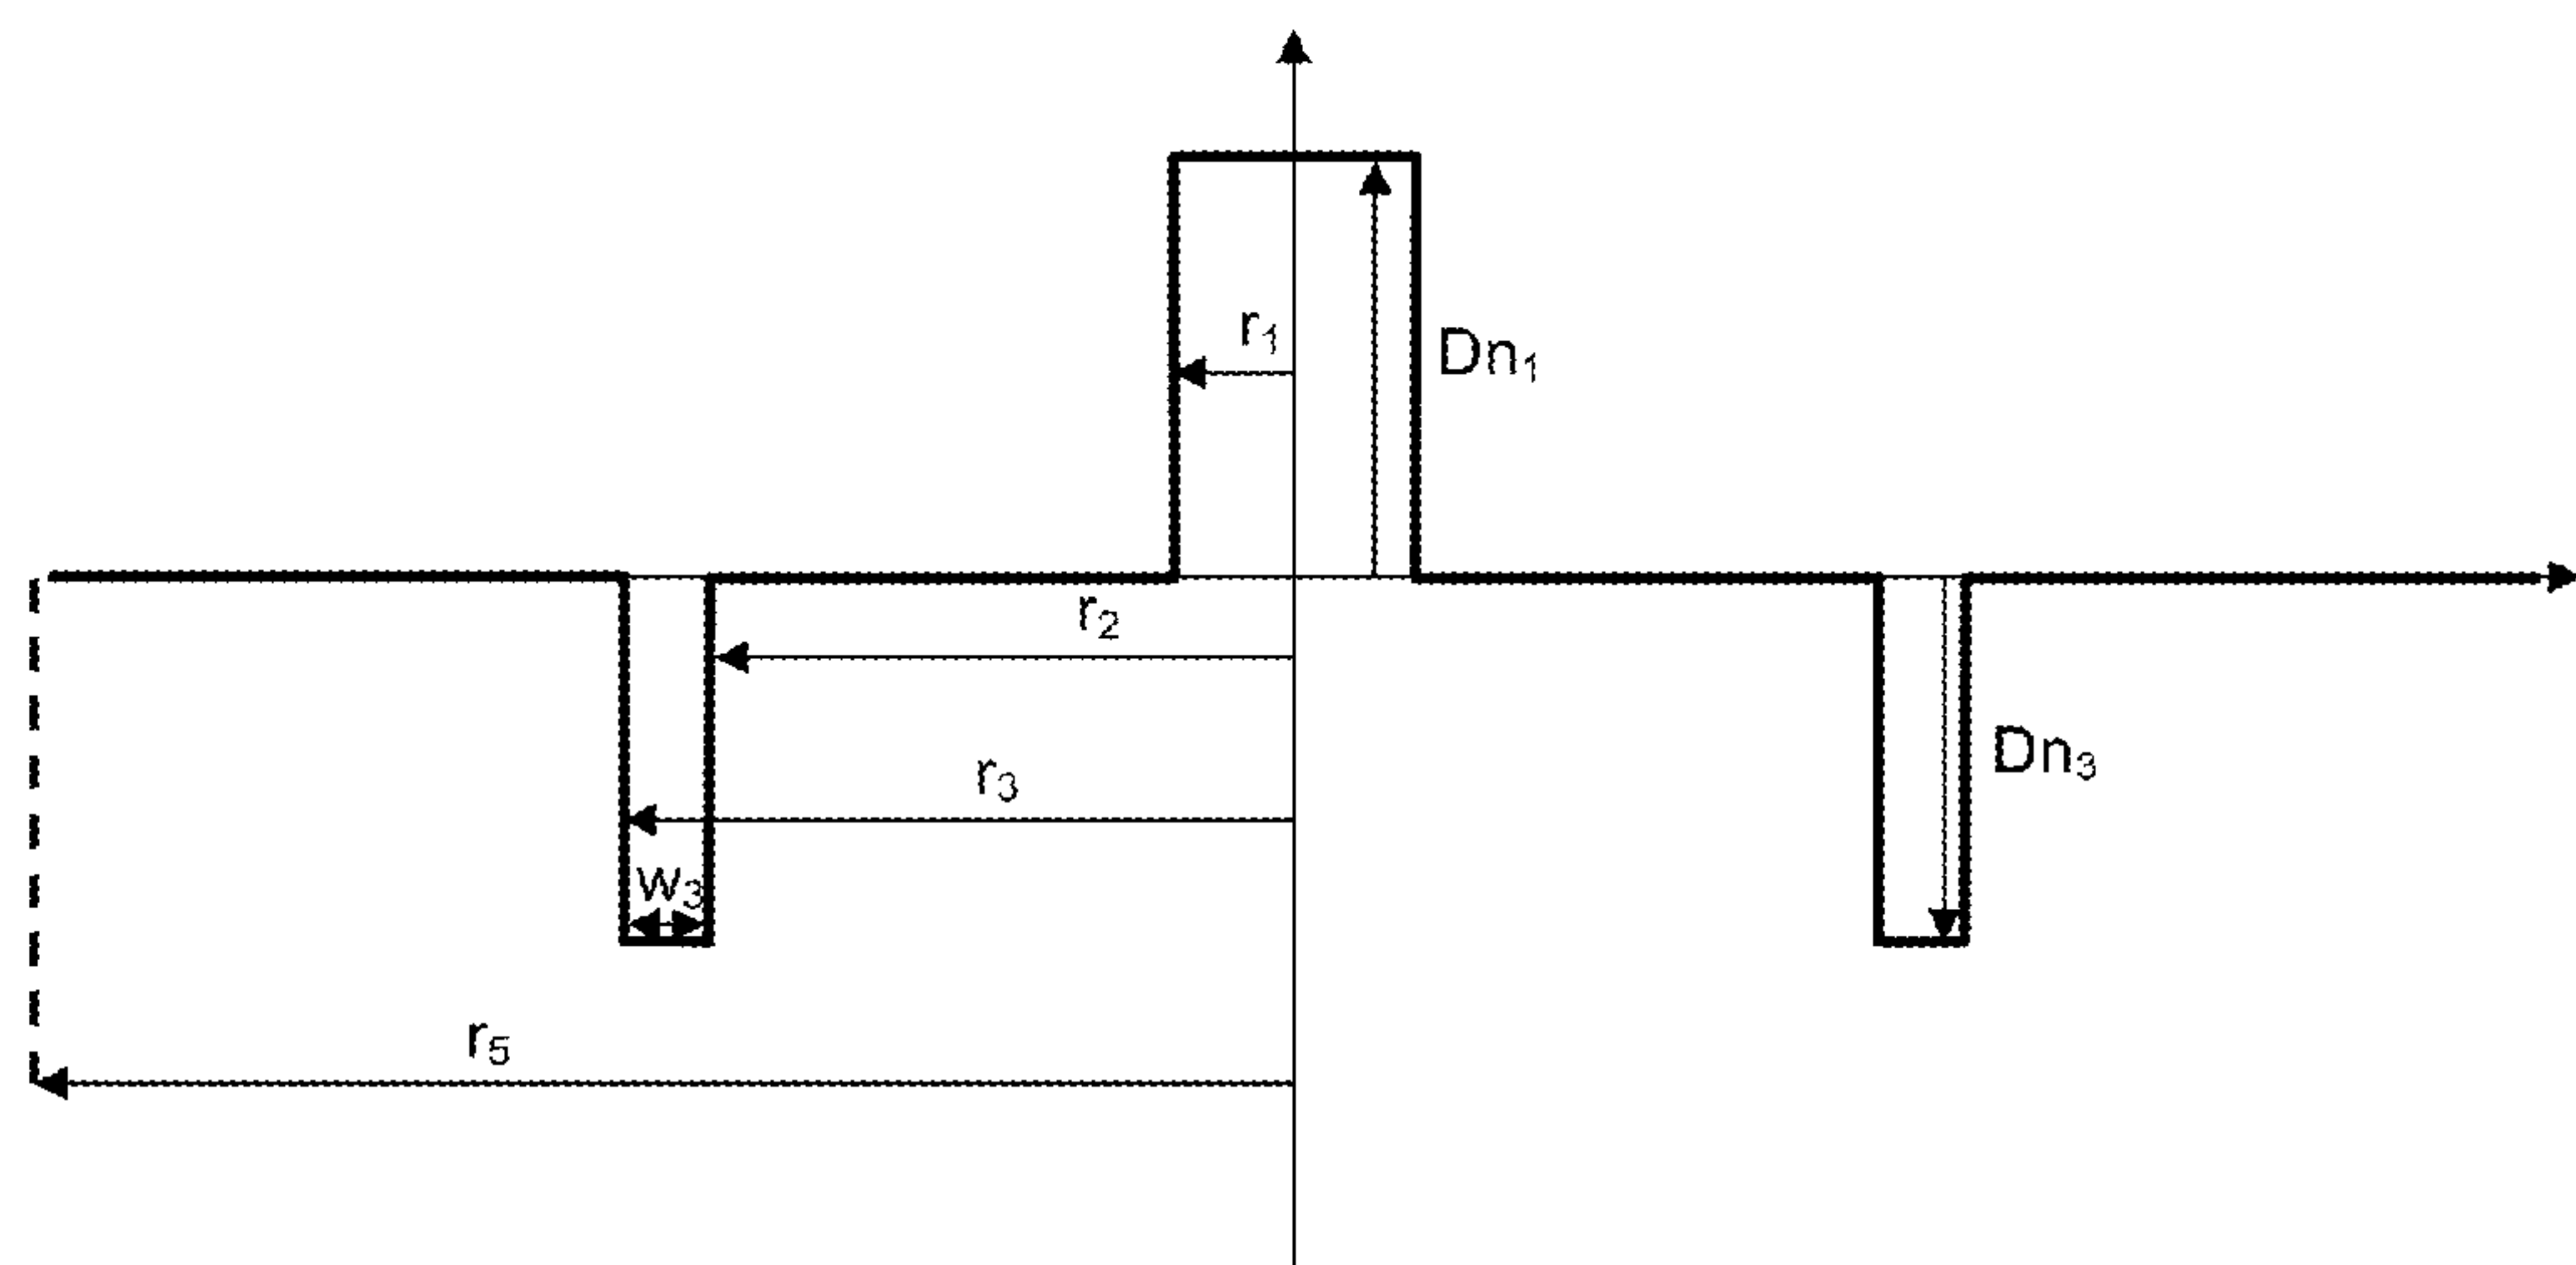 r₁
Dn₁
r₂
r₃
Dn₃
w₃
r₅